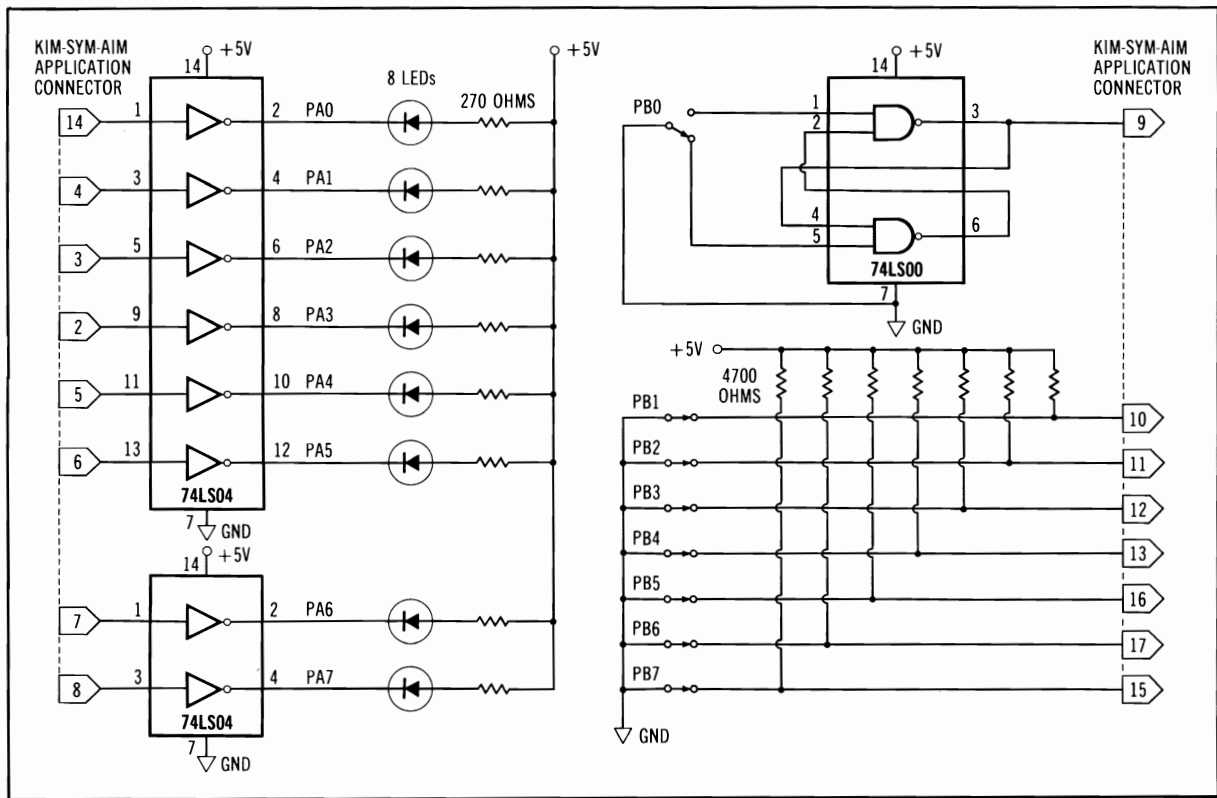 KIM-SYM-AIM
APPLICATION
CONNECTOR
+5V
14
8 LEDs
270 OHMS
+5V
14
1
2
PA0
4
3
4
PA1
3
5
6
PA2
2
9
8
PA3
5
11
10
PA4
6
13
12
PA5
74LS04
7
GND
+5V
14
7
1
2
PA6
8
3
4
PA7
74LS04
7
GND
KIM-SYM-AIM
APPLICATION
CONNECTOR
+5V
14
PB0
1
2
3
9
4
5
6
74LS00
7
GND
+5V
4700
OHMS
PB1
10
PB2
11
PB3
12
PB4
13
PB5
16
PB6
17
PB7
15
GND